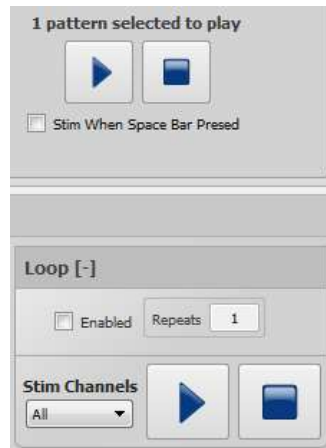 1 pattern selected to play
Stim When Space Bar Presed
Loop [-]
Enabled Repeats 1
Stim Channels
All